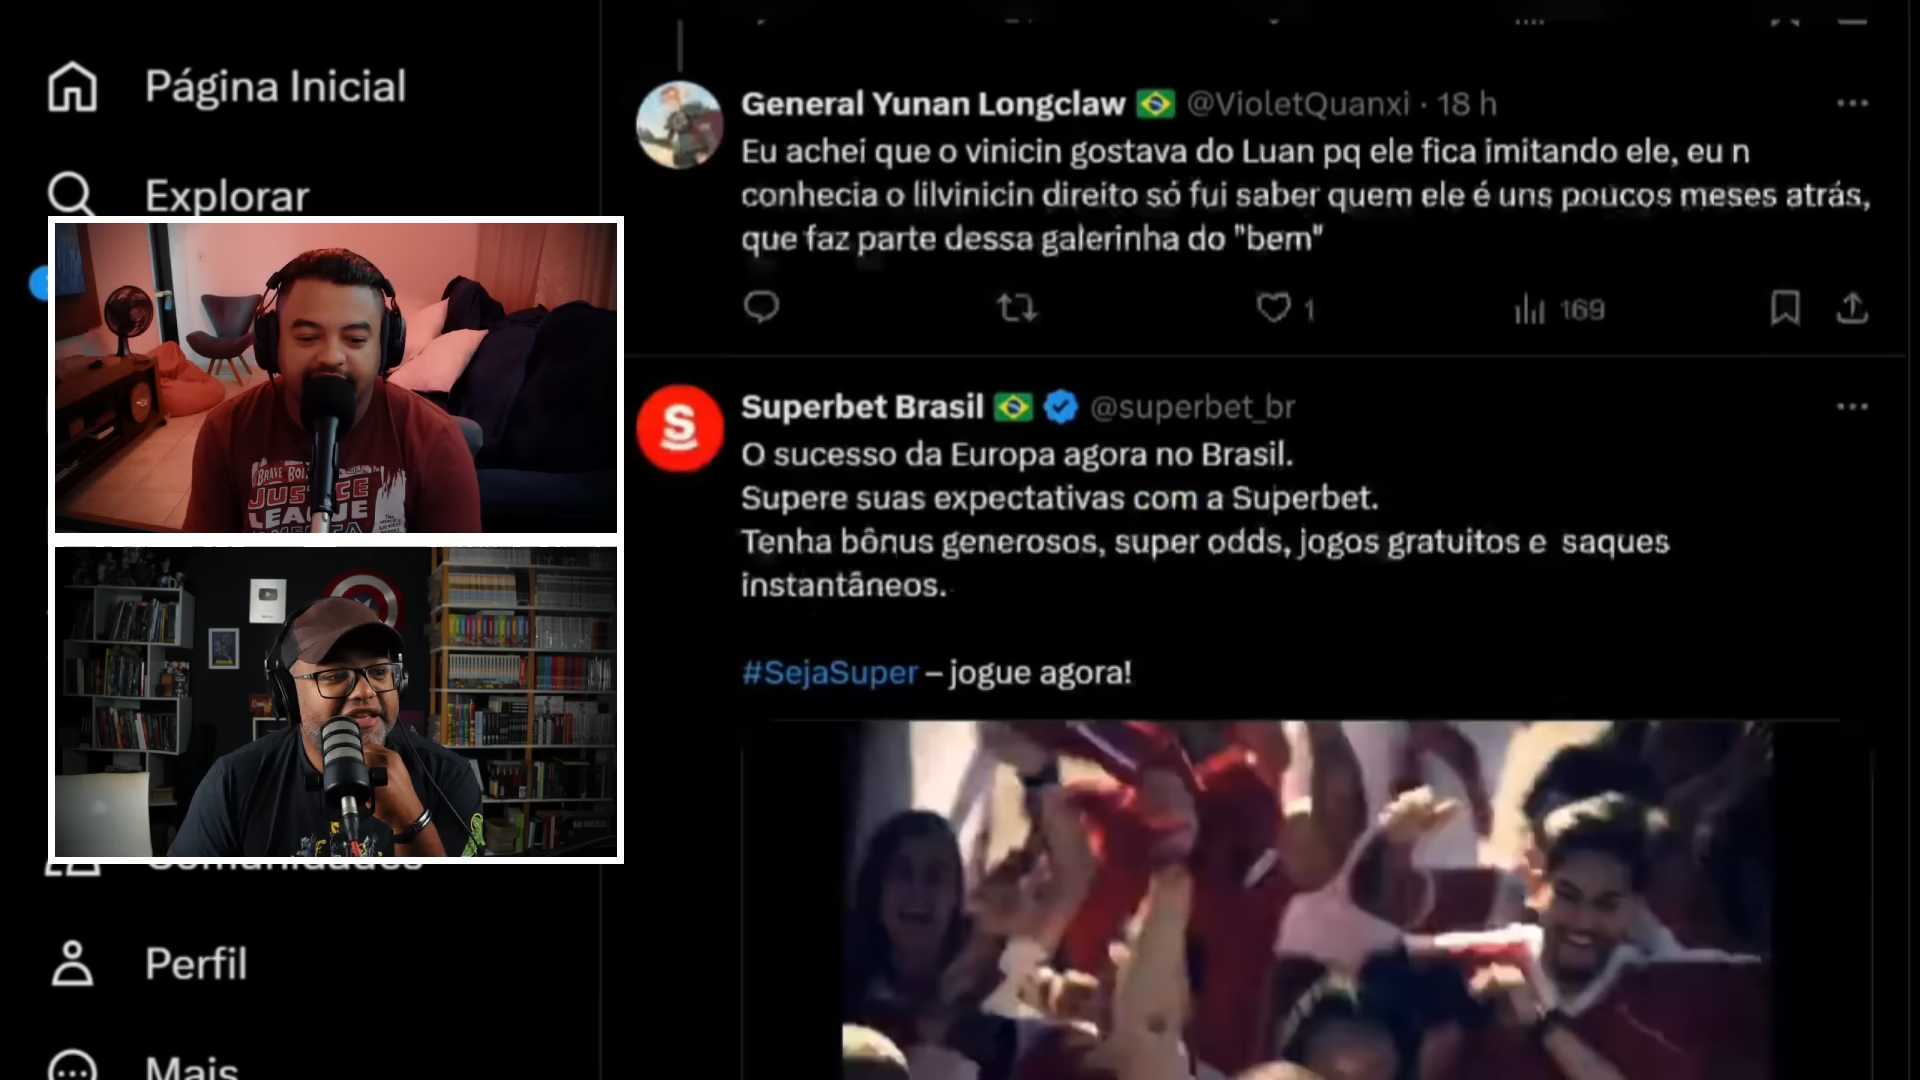 Página Inicial
Explorar
Comunidades
Perfil
Mais
General Yunan Longclaw @VioletQuanxi · 18 h
Eu achei que o vinicin gostava do Luan pq ele fica imitando ele, eu n
conhecia o lilvinicin direito só fui saber quem ele é uns poucos meses atrás,
que faz parte dessa galerinha do "bem"
1
169
Superbet Brasil @superbet_br
O sucesso da Europa agora no Brasil.
Supere suas expectativas com a Superbet.
Tenha bônus generosos, super odds, jogos gratuitos e saques
instantâneos.
#SejaSuper – jogue agora!
S
JUSTICE
LEAGUE